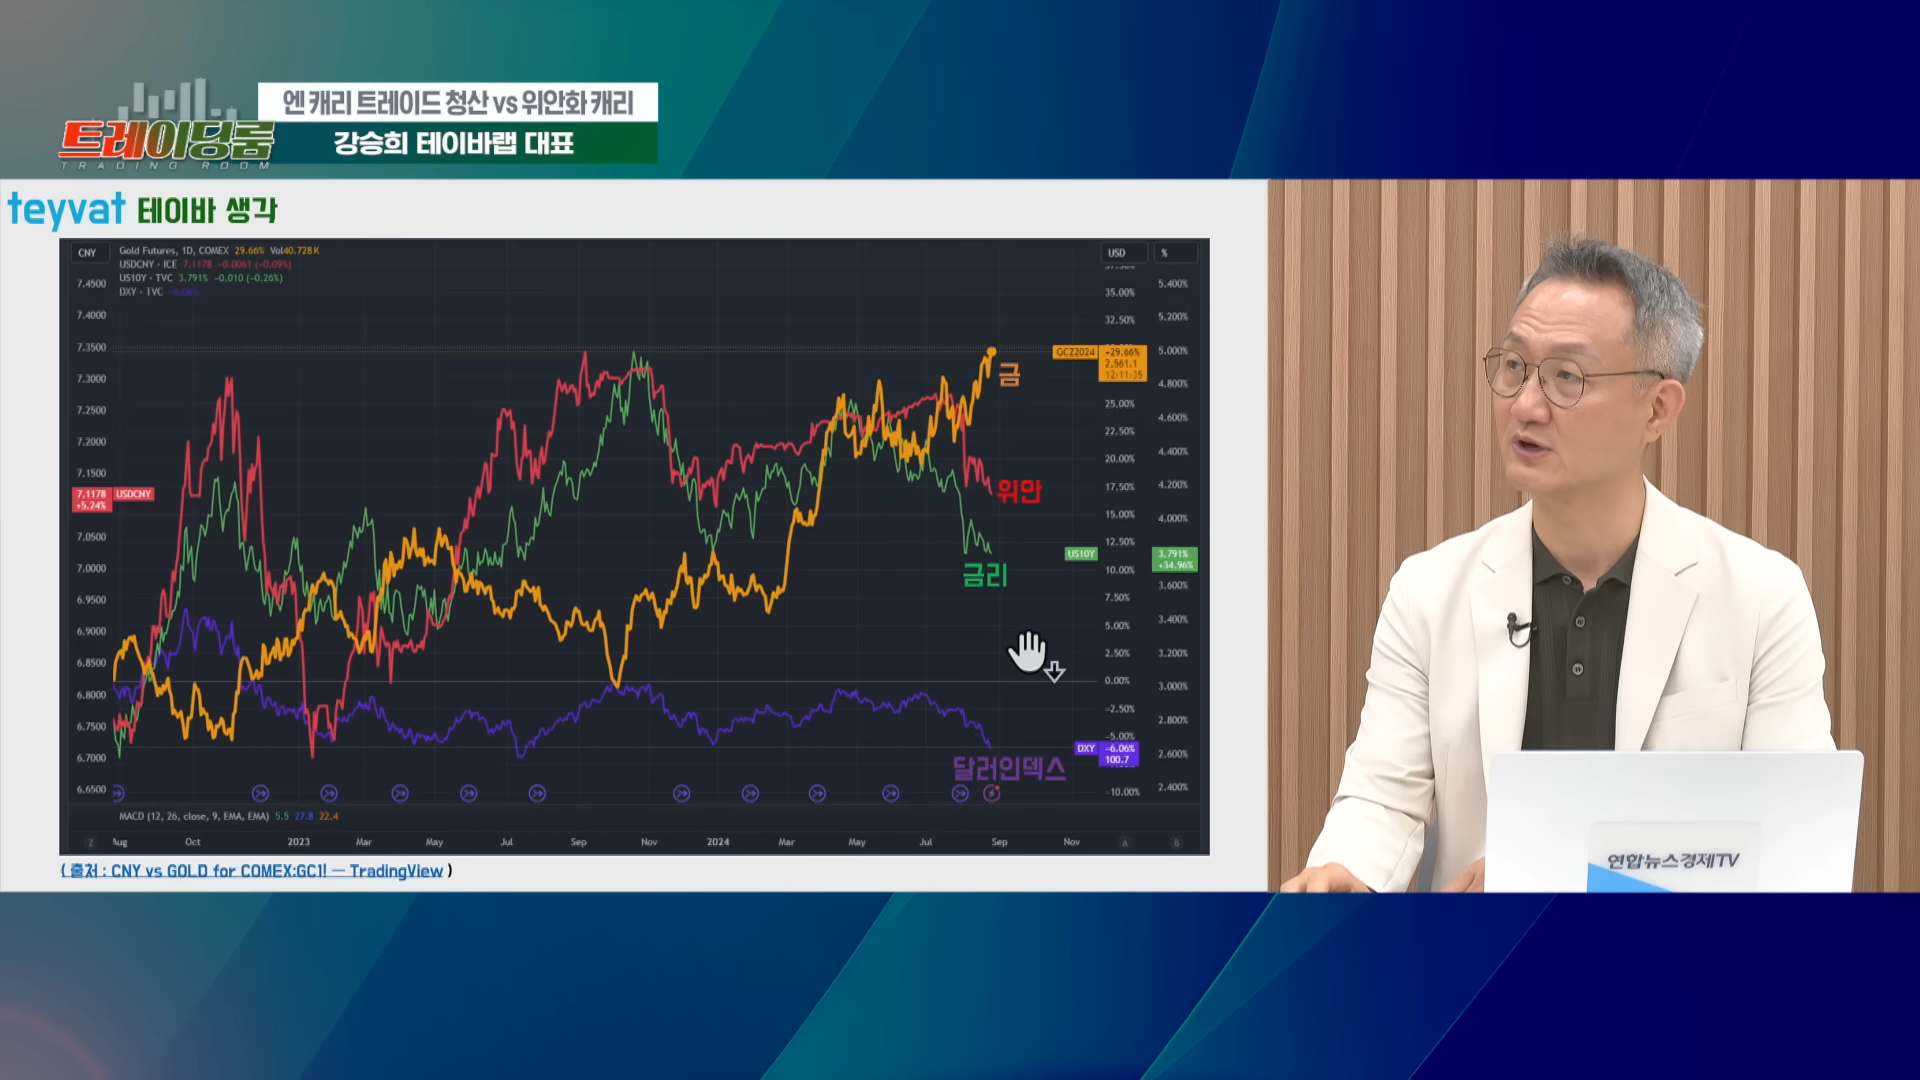 엔 캐리 트레이드 청산 vs 위안화 캐리
트레이딩룸
TRADING ROOM
강승희 테이바랩 대표
teyvat 테이바 생각
CNY
Gold Futures, 1D, COMEX 29.66% Vol40.728K
USDCNY · ICE 7.1178 -0.0061 (-0.09%)
US10Y · TVC 3.791% -0.010 (-0.26%)
DXY · TVC
USD
%
7.4500
7.4000
7.3500
7.3000
7.2500
7.2000
7.1500
7.1178 USDCNY
+5.24%
7.0500
7.0000
6.9500
6.9000
6.8500
6.8000
6.7500
6.7000
6.6500
35.00%
32.50%
GCZ2024 +29.66%
2,561.1
12:11:35
25.00%
22.50%
20.00%
17.50%
15.00%
12.50%
10.00%
7.50%
5.00%
2.50%
0.00%
-2.50%
-5.00%
DXY -6.06%
100.7
-10.00%
5.400%
5.200%
5.000%
4.800%
4.600%
4.400%
4.200%
4.000%
US10Y 3.791%
+34.96%
3.600%
3.400%
3.200%
3.000%
2.800%
2.600%
2.400%
금
위안
금리
달러인덱스
MACD (12, 26, close, 9, EMA, EMA) 5.5 27.8 22.4
Z Aug Oct 2023 Mar May Jul Sep Nov 2024 Mar May Jul Sep Nov A
( 출처 : CNY vs GOLD for COMEX:GC1! — TradingView )
연합뉴스경제TV